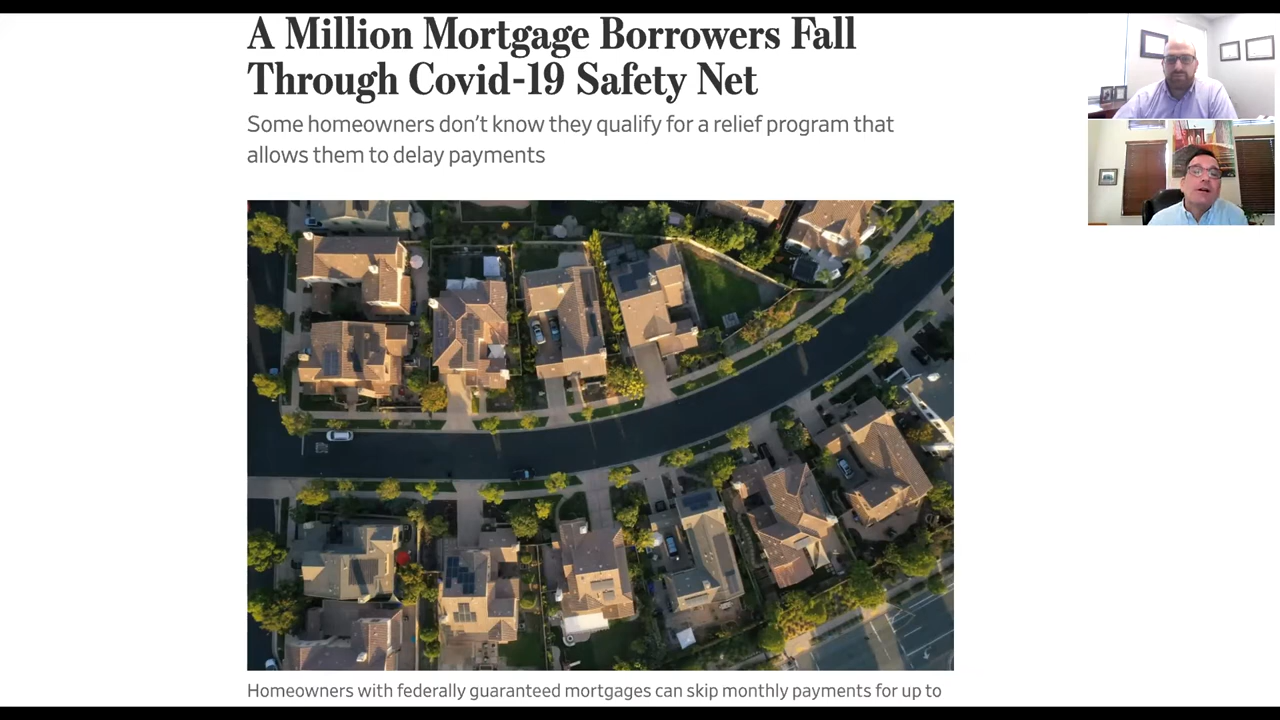 A Million Mortgage Borrowers Fall
Through Covid-19 Safety Net
Some homeowners don't know they qualify for a relief program that
allows them to delay payments
Homeowners with federally guaranteed mortgages can skip monthly payments for up to